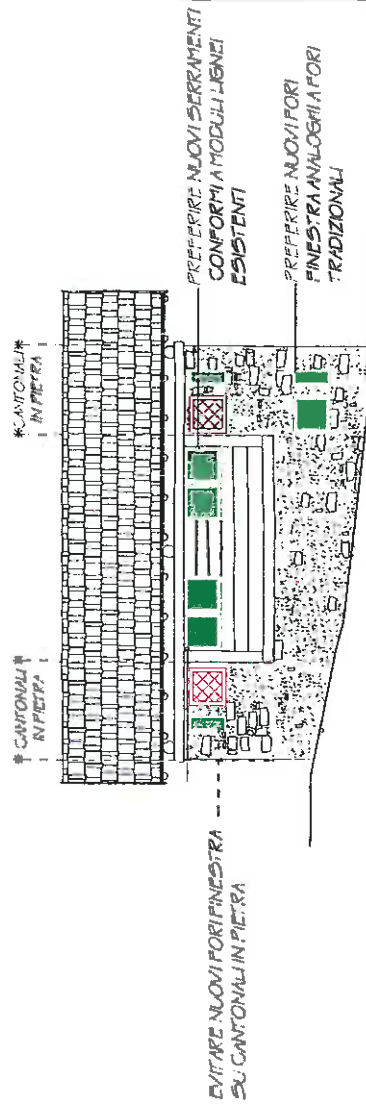 * CANTONALI
IN PIETRA
*CANTONALI*
IN PIETRA
PREFERIRE NUOVI SERRAMENTI
CONFORMI A MODULI LIGNEI
ESISTENTI
PREFERIRE NUOVI FORI
FINESTRA ANALOGHI A FORI
TRADIZIONALI
EVITARE NUOVI FORI FINESTRA
SU CANTONALI IN PIETRA